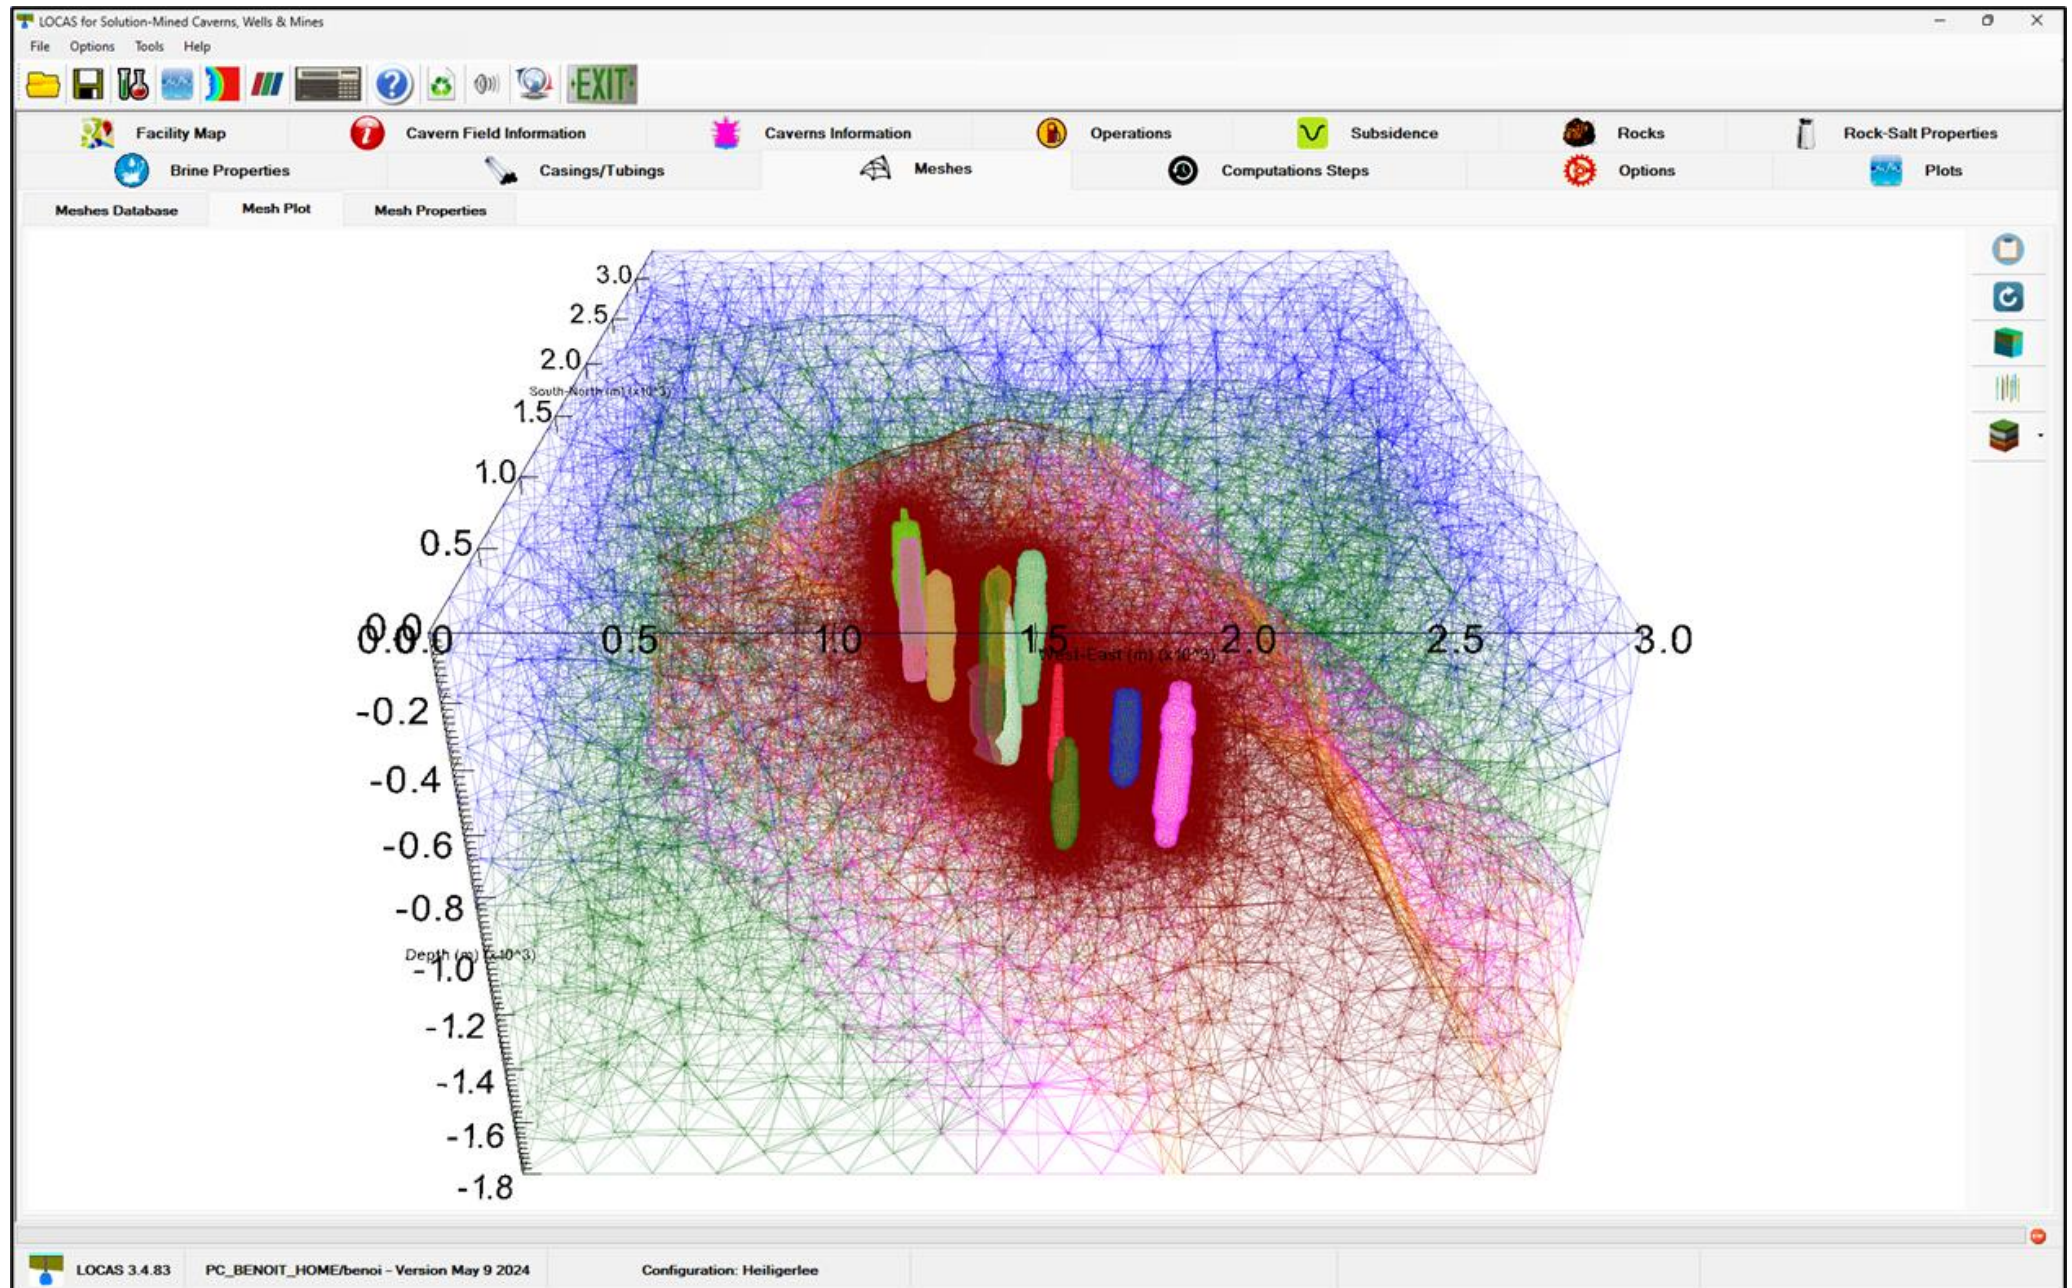 LOCAS for Solution-Mined Caverns, Wells & Mines
File Options Tools Help
EXIT
Facility Map Cavern Field Information Caverns Information Operations Subsidence Rocks Rock-Salt Properties
Brine Properties Casings/Tubings Meshes Computations Steps Options Plots
Meshes Database Mesh Plot Mesh Properties
3.0
2.5
2.0
South-North (m) (x10^3)
1.5
1.0
0.5
0.0 0.0 0.5 1.0 1.5 2.0 2.5 3.0
West-East (m) (x10^3)
-0.2
-0.4
-0.6
-0.8
Depth (m) (x10^3)
-1.0
-1.2
-1.4
-1.6
-1.8
LOCAS 3.4.83 PC_BENOIT_HOME/benoi - Version May 9 2024 Configuration: Heiligerlee